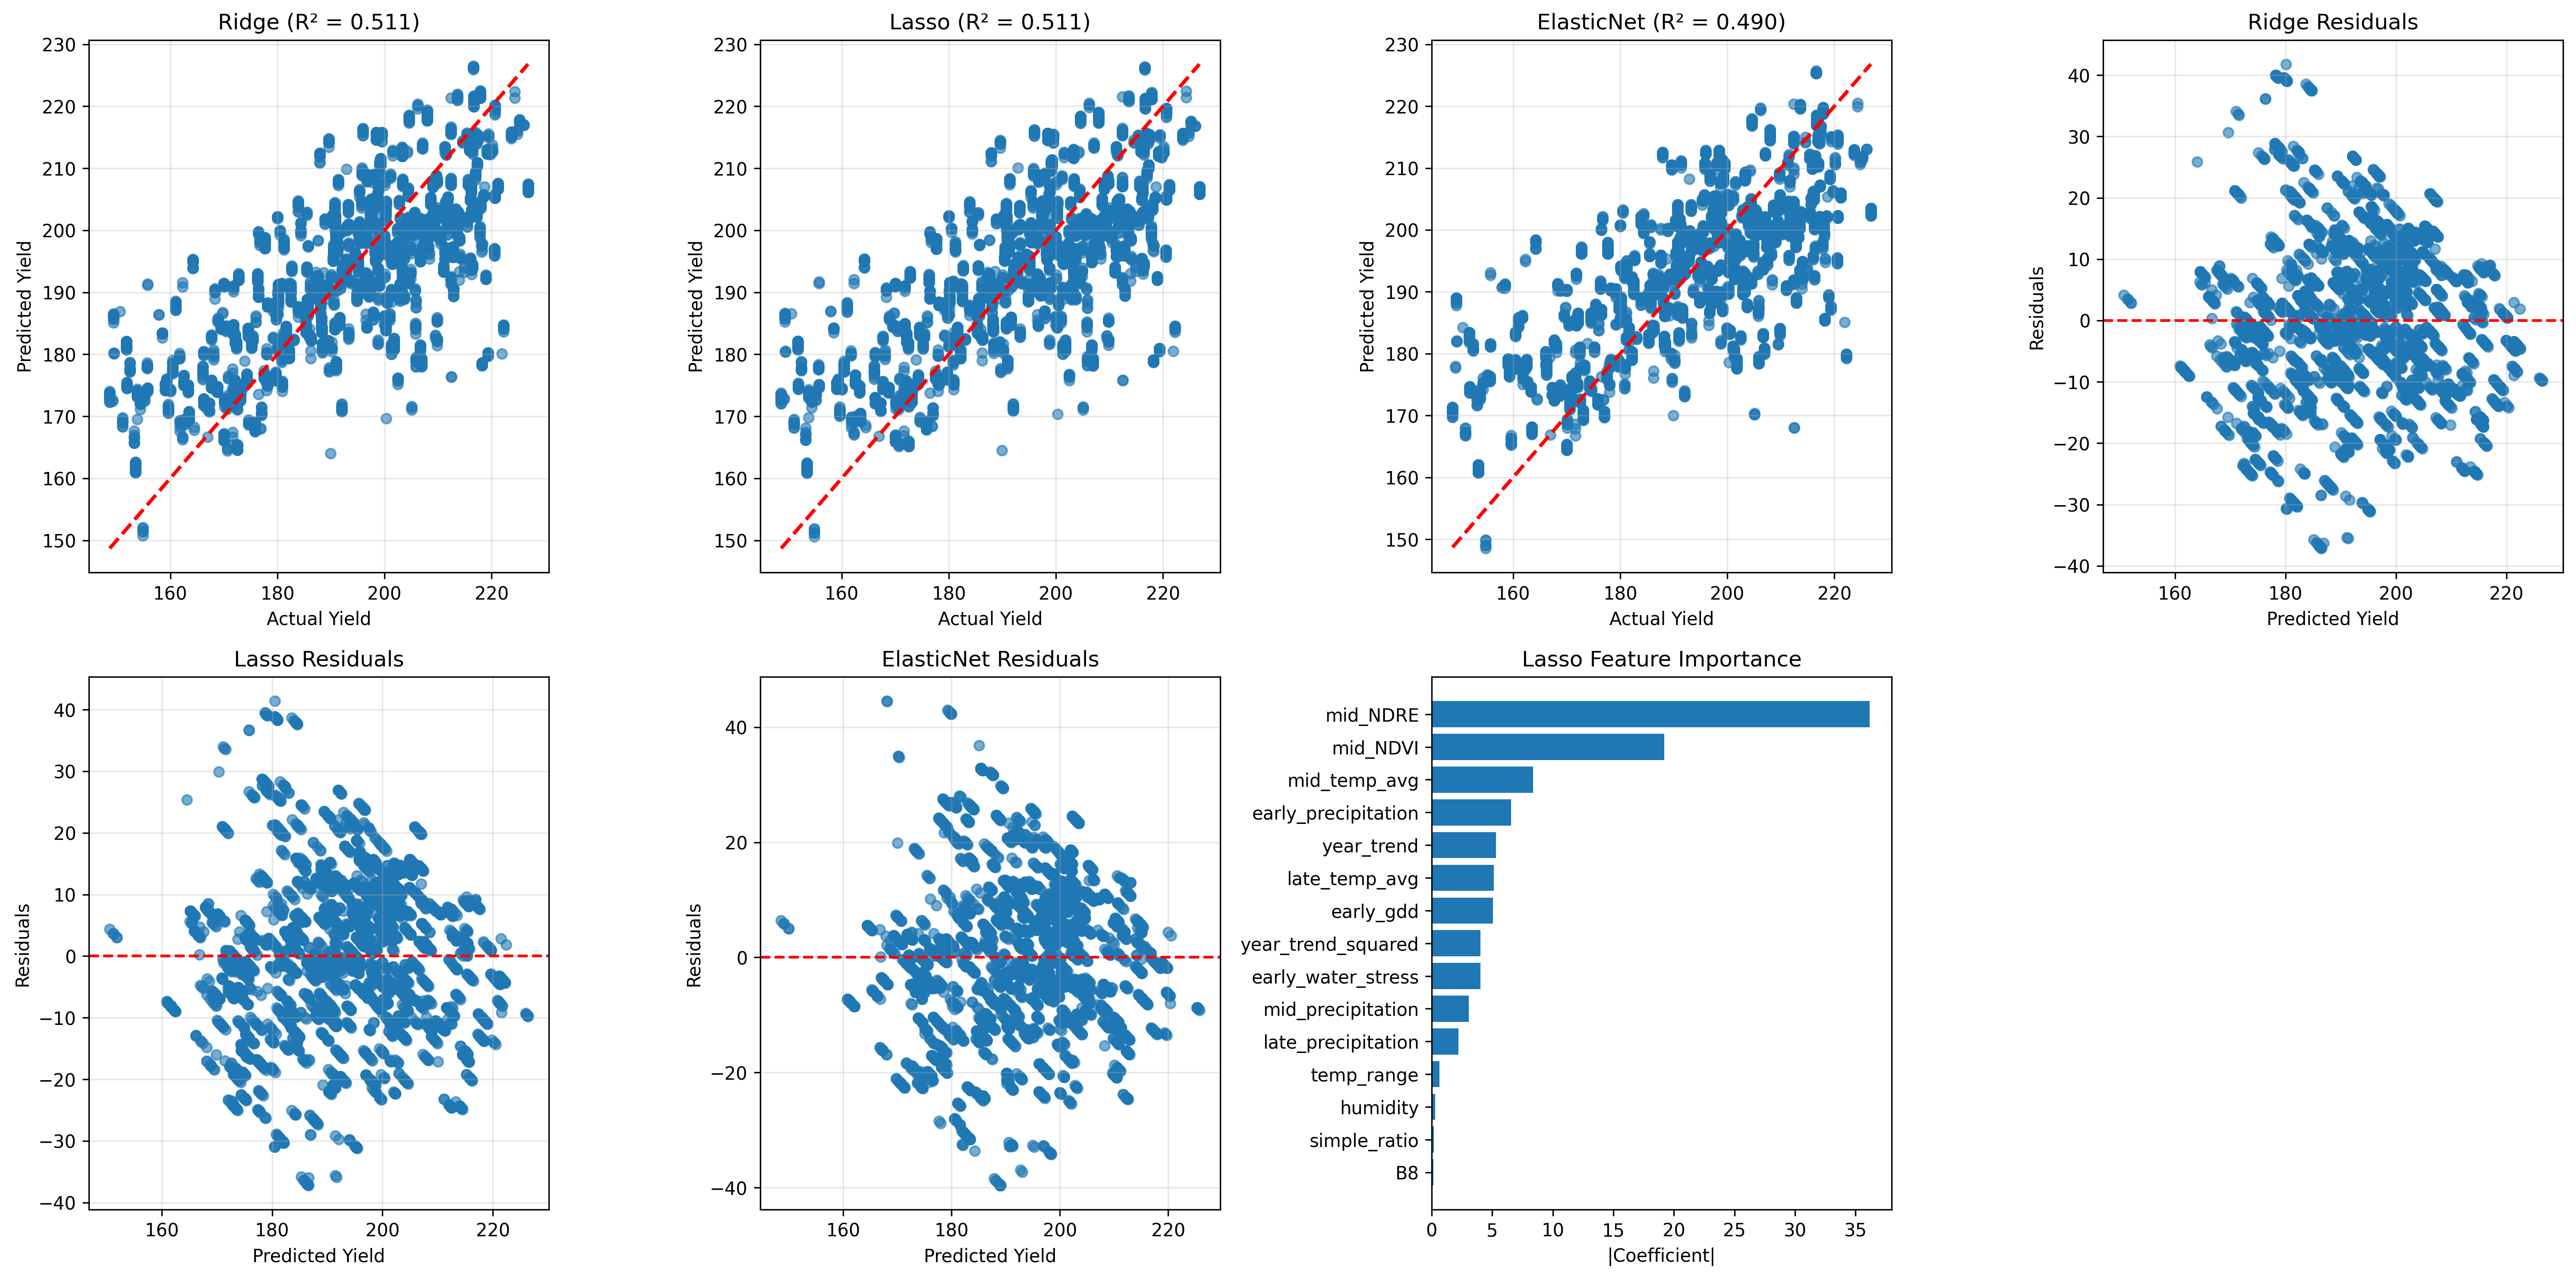 Ridge (R² = 0.511)
230
220
210
200
190
180
170
160
150
Predicted Yield
160 180 200 220
Actual Yield
Lasso (R² = 0.511)
230
220
210
200
190
180
170
160
150
Predicted Yield
160 180 200 220
Actual Yield
ElasticNet (R² = 0.490)
230
220
210
200
190
180
170
160
150
Predicted Yield
160 180 200 220
Actual Yield
Ridge Residuals
40
30
20
10
0
−10
−20
−30
−40
Residuals
160 180 200 220
Predicted Yield
Lasso Residuals
40
30
20
10
0
−10
−20
−30
−40
Residuals
160 180 200 220
Predicted Yield
ElasticNet Residuals
40
20
0
−20
−40
Residuals
160 180 200 220
Predicted Yield
Lasso Feature Importance
mid_NDRE
mid_NDVI
mid_temp_avg
early_precipitation
year_trend
late_temp_avg
early_gdd
year_trend_squared
early_water_stress
mid_precipitation
late_precipitation
temp_range
humidity
simple_ratio
B8
0 5 10 15 20 25 30 35
|Coefficient|